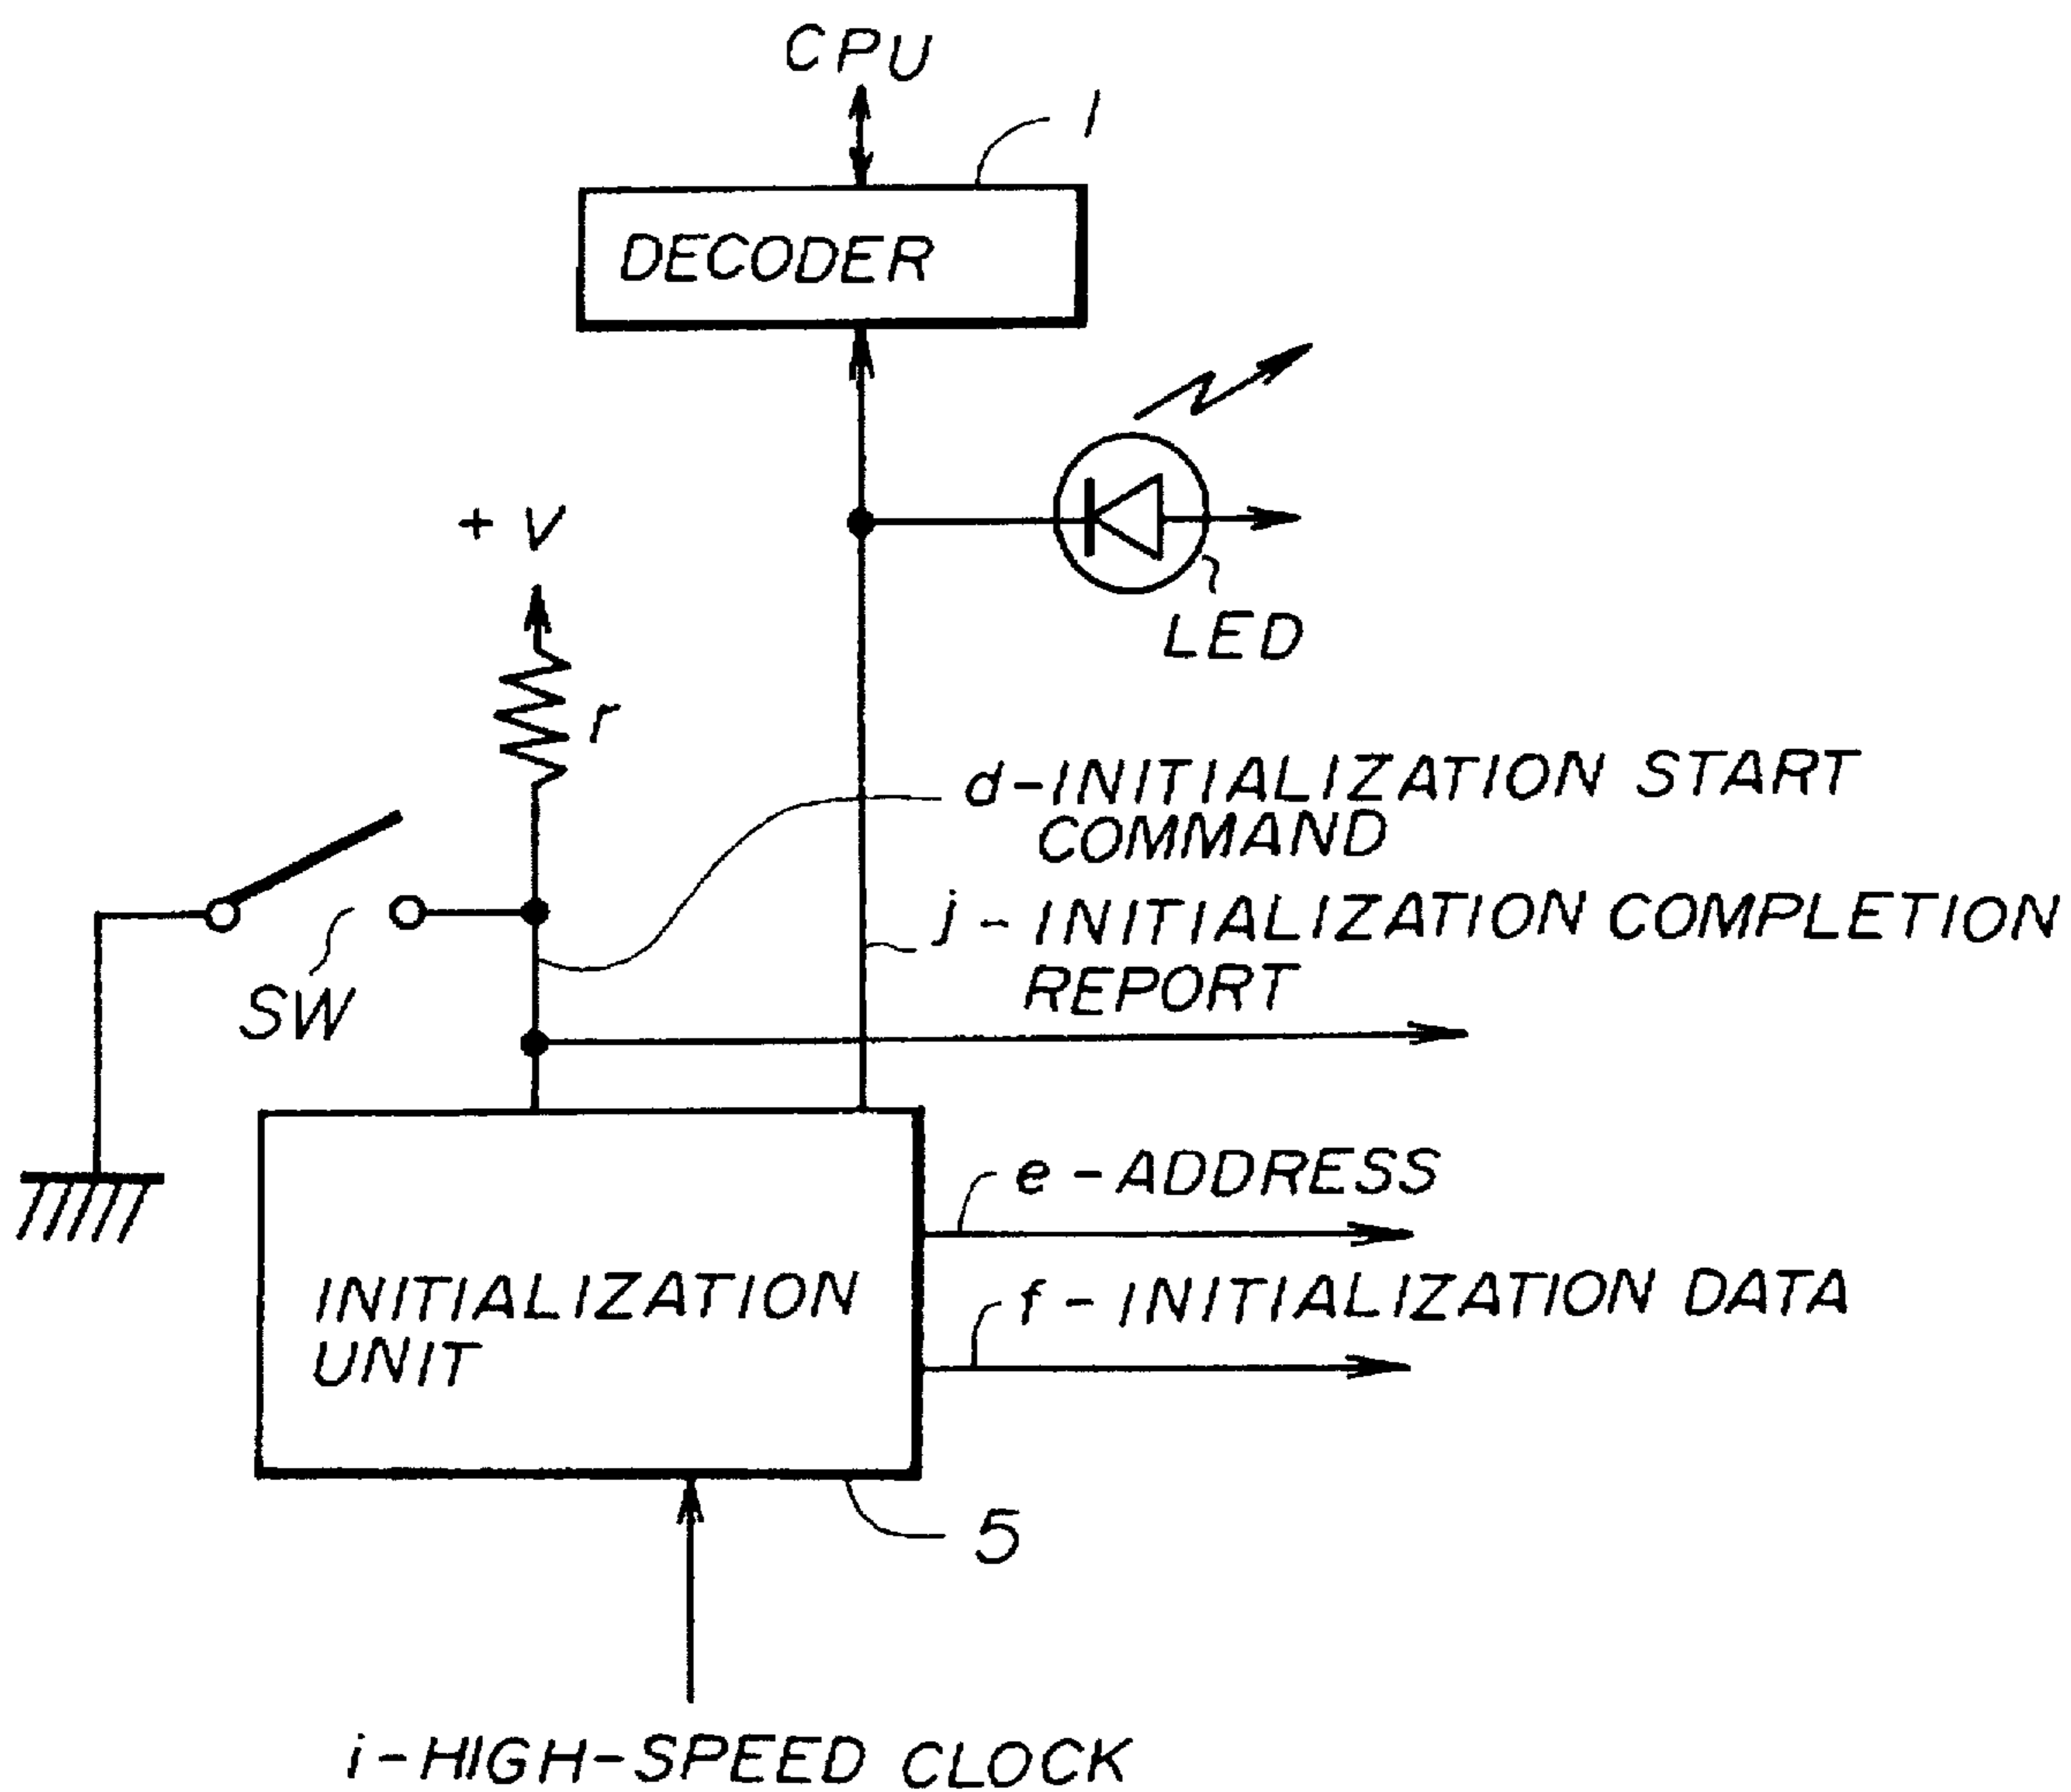 CPU
1
DECODER
+V
LED
r
d-INITIALIZATION START
COMMAND
j-INITIALIZATION COMPLETION
REPORT
SW
e-ADDRESS
f-INITIALIZATION DATA
INITIALIZATION
UNIT
5
i-HIGH-SPEED CLOCK